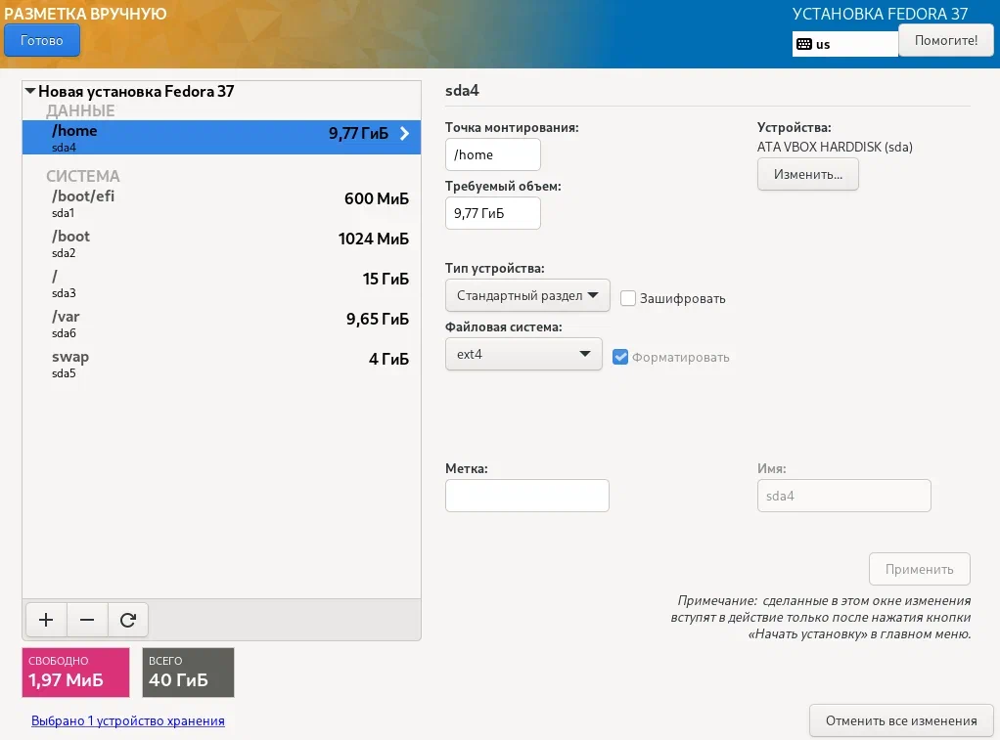 РАЗМЕТКА ВРУЧНУЮ
УСТАНОВКА FEDORA 37
Готово
us
Помогите!
Новая установка Fedora 37
ДАННЫЕ
/home
9,77 ГиБ
sda4
СИСТЕМА
/boot/efi
600 МиБ
sda1
/boot
1024 МиБ
sda2
/
15 ГиБ
sda3
/var
9,65 ГиБ
sda6
swap
4 ГиБ
sda5
+ −
СВОБОДНО
1,97 МиБ
ВСЕГО
40 ГиБ
Выбрано 1 устройство хранения
sda4
Точка монтирования:
/home
Требуемый объем:
9,77 ГиБ
Устройства:
ATA VBOX HARDDISK (sda)
Изменить...
Тип устройства:
Стандартный раздел
Зашифровать
Файловая система:
ext4
Форматировать
Метка:
Имя:
sda4
Применить
Примечание: сделанные в этом окне изменения
вступят в действие только после нажатия кнопки
«Начать установку» в главном меню.
Отменить все изменения